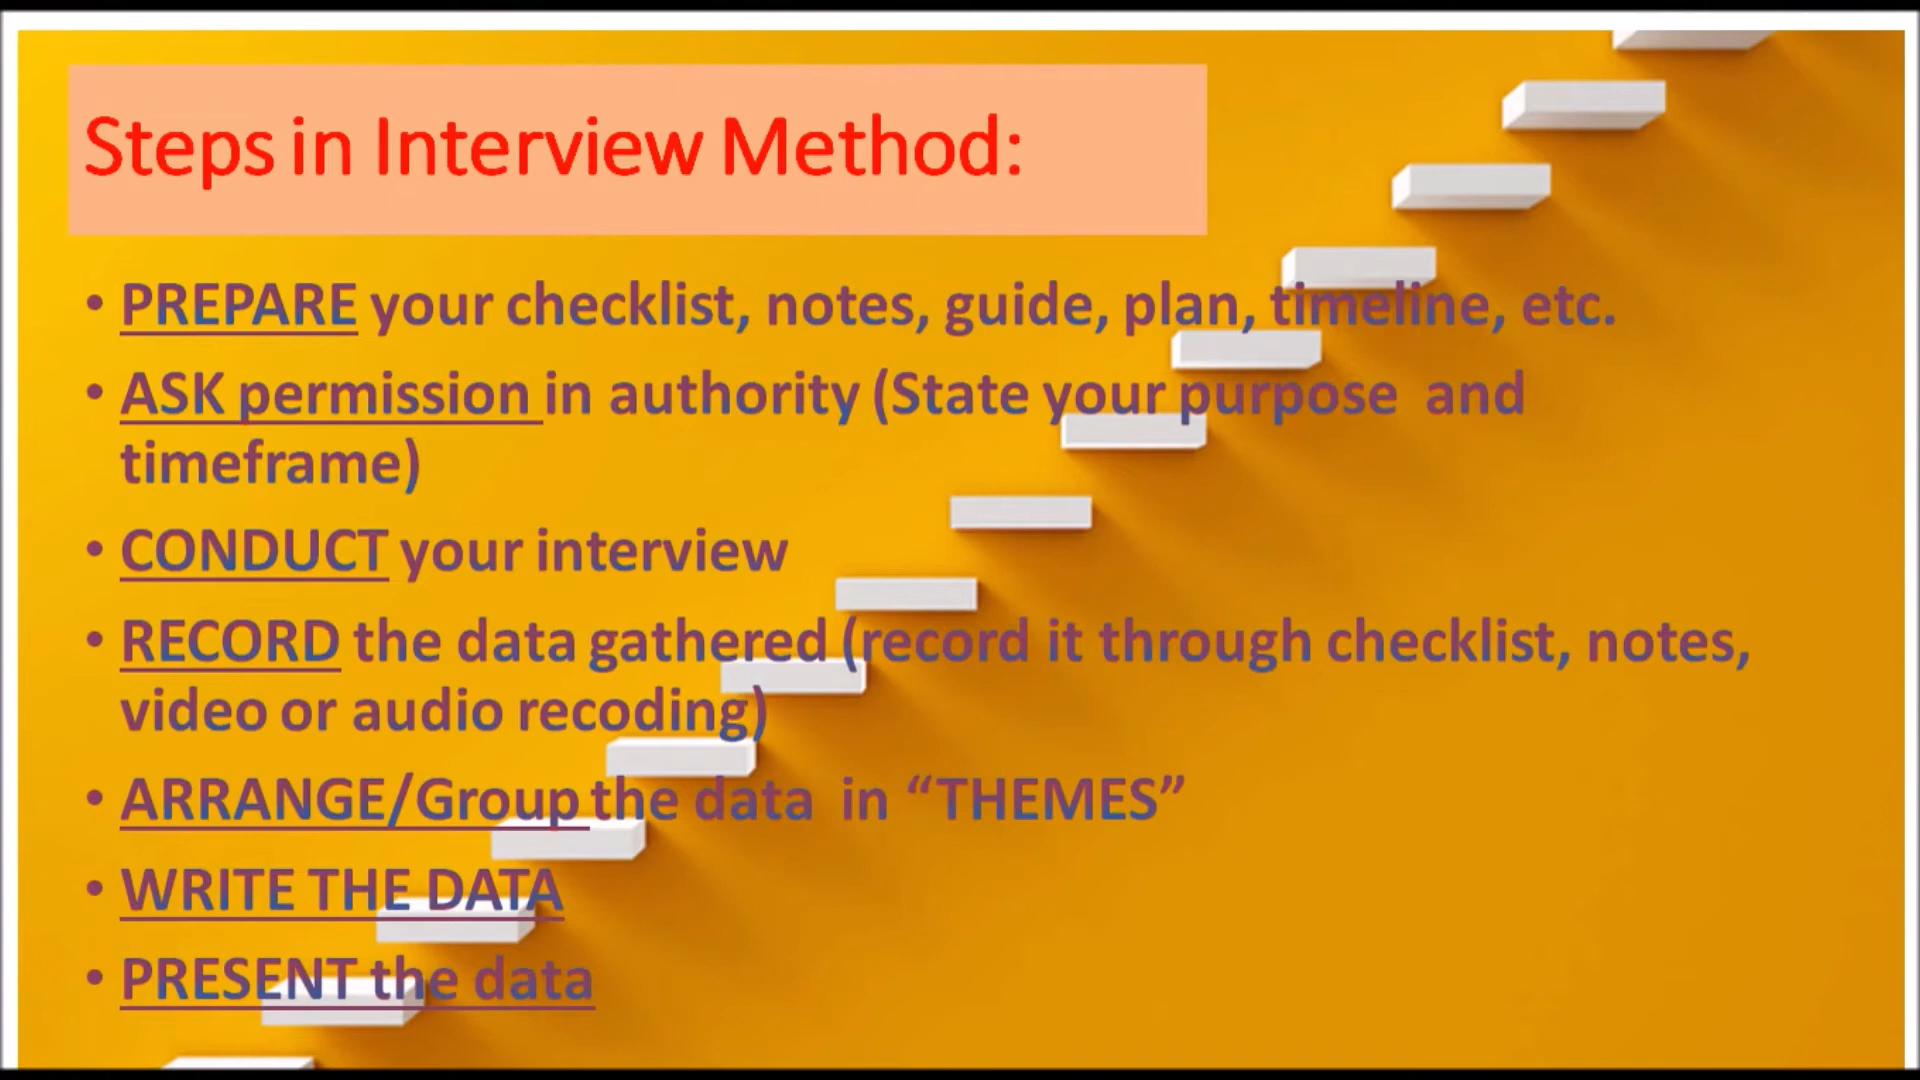 Steps in Interview Method:
• PREPARE your checklist, notes, guide, plan, timeline, etc.
• ASK permission in authority (State your purpose and
timeframe)
• CONDUCT your interview
• RECORD the data gathered (record it through checklist, notes,
video or audio recoding)
• ARRANGE/Group the data in “THEMES”
• WRITE THE DATA
• PRESENT the data